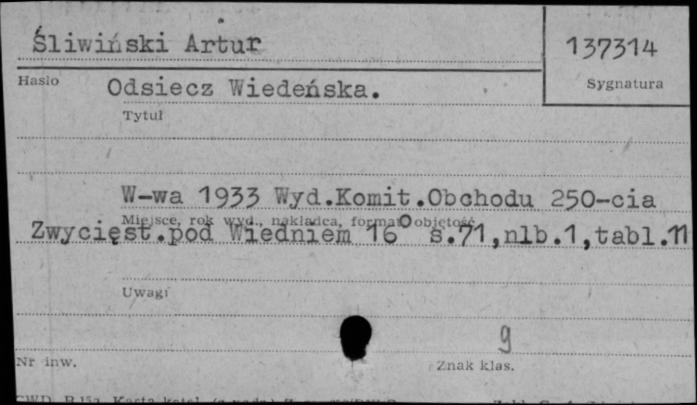 Śliwiński Artur
137314
Hasło
Sygnatura
Odsiecz Wiedeńska.
Tytuł
W-wa 1933 Wyd.Komit.Obchodu 250-cia
Miejsce, rok wyd., nakładca, format, objętość
Zwycięst.pod Wiedniem 16° s.71,nlb.1,tabl.11
Uwagi
9
Nr inw.
Znak klas.